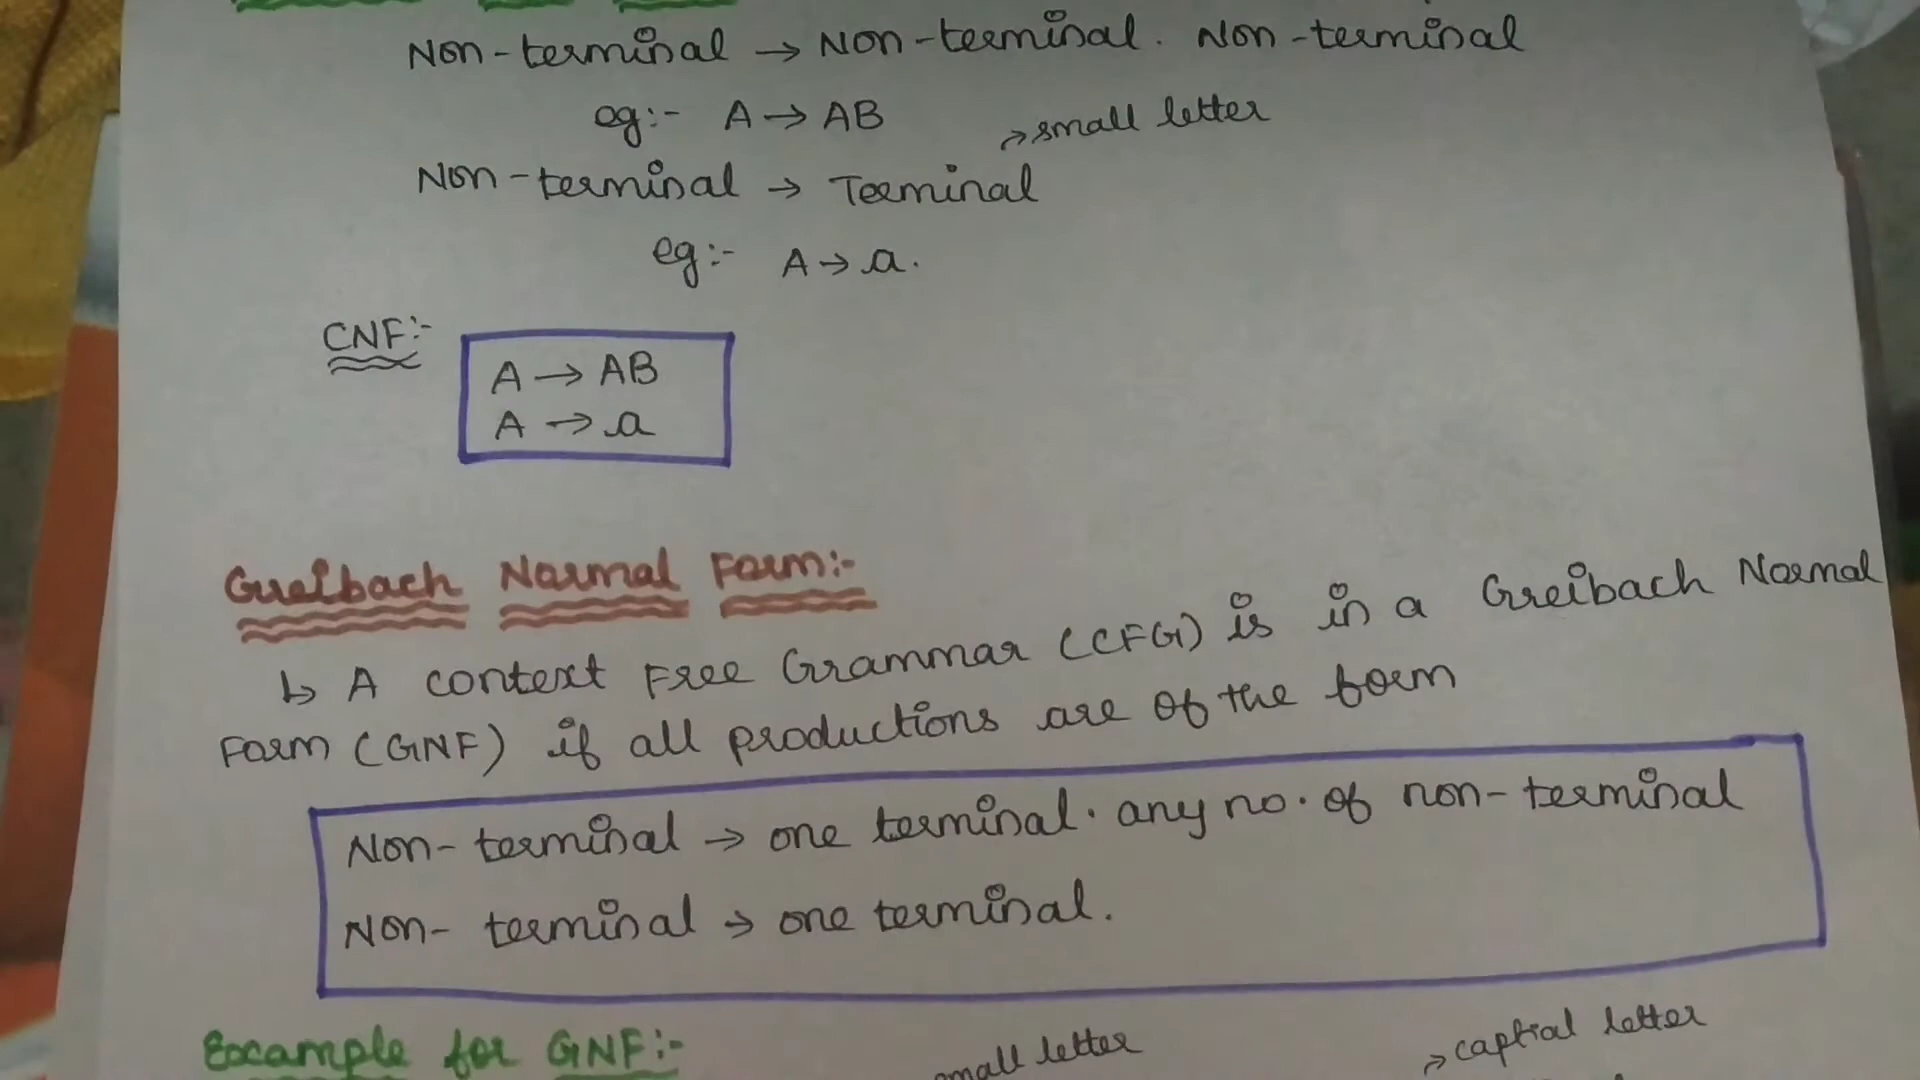 Non-terminal → Non-terminal. Non-terminal
eg:- A → AB
→ small letter
Non-terminal → Terminal
eg:- A → a.
CNF:-
A → AB
A → a
Greibach Normal Form:-
↳ A context Free Grammar (CFG) is in a Greibach Normal
Form (GNF) if all productions are of the form
Non-terminal → one terminal. any no. of non-terminal
Non-terminal → one terminal.
Example for GNF:-
small letter
→ captial letter